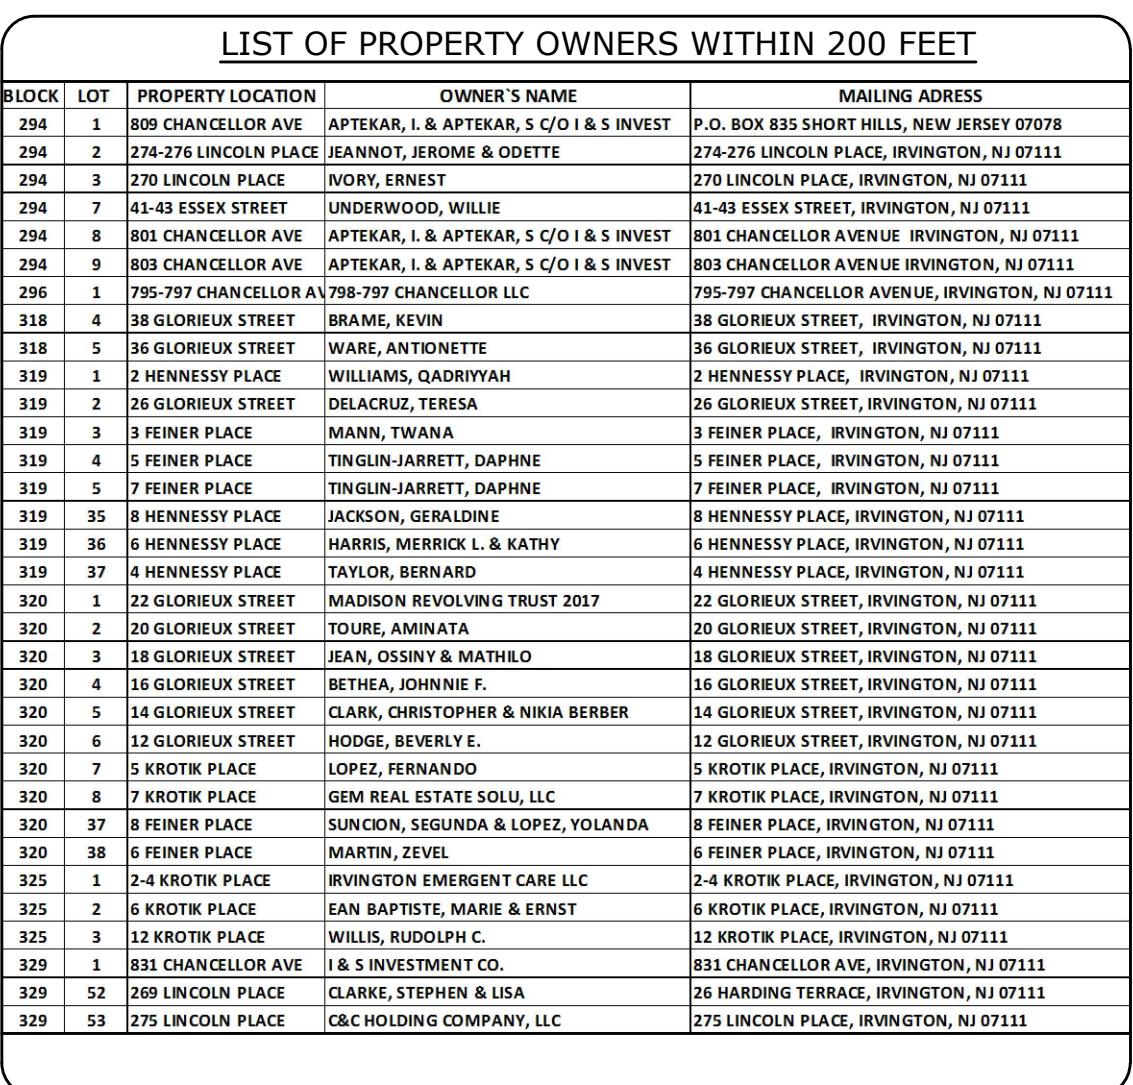 LIST OF PROPERTY OWNERS WITHIN 200 FEET
BLOCK LOT PROPERTY LOCATION OWNER`S NAME MAILING ADRESS
294 1 809 CHANCELLOR AVE APTEKAR, I. & APTEKAR, S C/O I & S INVEST P.O. BOX 835 SHORT HILLS, NEW JERSEY 07078
294 2 274-276 LINCOLN PLACE JEANNOT, JEROME & ODETTE 274-276 LINCOLN PLACE, IRVINGTON, NJ 07111
294 3 270 LINCOLN PLACE IVORY, ERNEST 270 LINCOLN PLACE, IRVINGTON, NJ 07111
294 7 41-43 ESSEX STREET UNDERWOOD, WILLIE 41-43 ESSEX STREET, IRVINGTON, NJ 07111
294 8 801 CHANCELLOR AVE APTEKAR, I. & APTEKAR, S C/O I & S INVEST 801 CHANCELLOR AVENUE IRVINGTON, NJ 07111
294 9 803 CHANCELLOR AVE APTEKAR, I. & APTEKAR, S C/O I & S INVEST 803 CHANCELLOR AVENUE IRVINGTON, NJ 07111
296 1 795-797 CHANCELLOR AV 798-797 CHANCELLOR LLC 795-797 CHANCELLOR AVENUE, IRVINGTON, NJ 07111
318 4 38 GLORIEUX STREET BRAME, KEVIN 38 GLORIEUX STREET, IRVINGTON, NJ 07111
318 5 36 GLORIEUX STREET WARE, ANTIONETTE 36 GLORIEUX STREET, IRVINGTON, NJ 07111
319 1 2 HENNESSY PLACE WILLIAMS, QADRIYYAH 2 HENNESSY PLACE, IRVINGTON, NJ 07111
319 2 26 GLORIEUX STREET DELACRUZ, TERESA 26 GLORIEUX STREET, IRVINGTON, NJ 07111
319 3 3 FEINER PLACE MANN, TWANA 3 FEINER PLACE, IRVINGTON, NJ 07111
319 4 5 FEINER PLACE TINGLIN-JARRETT, DAPHNE 5 FEINER PLACE, IRVINGTON, NJ 07111
319 5 7 FEINER PLACE TINGLIN-JARRETT, DAPHNE 7 FEINER PLACE, IRVINGTON, NJ 07111
319 35 8 HENNESSY PLACE JACKSON, GERALDINE 8 HENNESSY PLACE, IRVINGTON, NJ 07111
319 36 6 HENNESSY PLACE HARRIS, MERRICK L. & KATHY 6 HENNESSY PLACE, IRVINGTON, NJ 07111
319 37 4 HENNESSY PLACE TAYLOR, BERNARD 4 HENNESSY PLACE, IRVINGTON, NJ 07111
320 1 22 GLORIEUX STREET MADISON REVOLVING TRUST 2017 22 GLORIEUX STREET, IRVINGTON, NJ 07111
320 2 20 GLORIEUX STREET TOURE, AMINATA 20 GLORIEUX STREET, IRVINGTON, NJ 07111
320 3 18 GLORIEUX STREET JEAN, OSSINY & MATHILO 18 GLORIEUX STREET, IRVINGTON, NJ 07111
320 4 16 GLORIEUX STREET BETHEA, JOHNNIE F. 16 GLORIEUX STREET, IRVINGTON, NJ 07111
320 5 14 GLORIEUX STREET CLARK, CHRISTOPHER & NIKIA BERBER 14 GLORIEUX STREET, IRVINGTON, NJ 07111
320 6 12 GLORIEUX STREET HODGE, BEVERLY E. 12 GLORIEUX STREET, IRVINGTON, NJ 07111
320 7 5 KROTIK PLACE LOPEZ, FERNANDO 5 KROTIK PLACE, IRVINGTON, NJ 07111
320 8 7 KROTIK PLACE GEM REAL ESTATE SOLU, LLC 7 KROTIK PLACE, IRVINGTON, NJ 07111
320 37 8 FEINER PLACE SUNCION, SEGUNDA & LOPEZ, YOLANDA 8 FEINER PLACE, IRVINGTON, NJ 07111
320 38 6 FEINER PLACE MARTIN, ZEVEL 6 FEINER PLACE, IRVINGTON, NJ 07111
325 1 2-4 KROTIK PLACE IRVINGTON EMERGENT CARE LLC 2-4 KROTIK PLACE, IRVINGTON, NJ 07111
325 2 6 KROTIK PLACE EAN BAPTISTE, MARIE & ERNST 6 KROTIK PLACE, IRVINGTON, NJ 07111
325 3 12 KROTIK PLACE WILLIS, RUDOLPH C. 12 KROTIK PLACE, IRVINGTON, NJ 07111
329 1 831 CHANCELLOR AVE I & S INVESTMENT CO. 831 CHANCELLOR AVE, IRVINGTON, NJ 07111
329 52 269 LINCOLN PLACE CLARKE, STEPHEN & LISA 26 HARDING TERRACE, IRVINGTON, NJ 07111
329 53 275 LINCOLN PLACE C&C HOLDING COMPANY, LLC 275 LINCOLN PLACE, IRVINGTON, NJ 07111